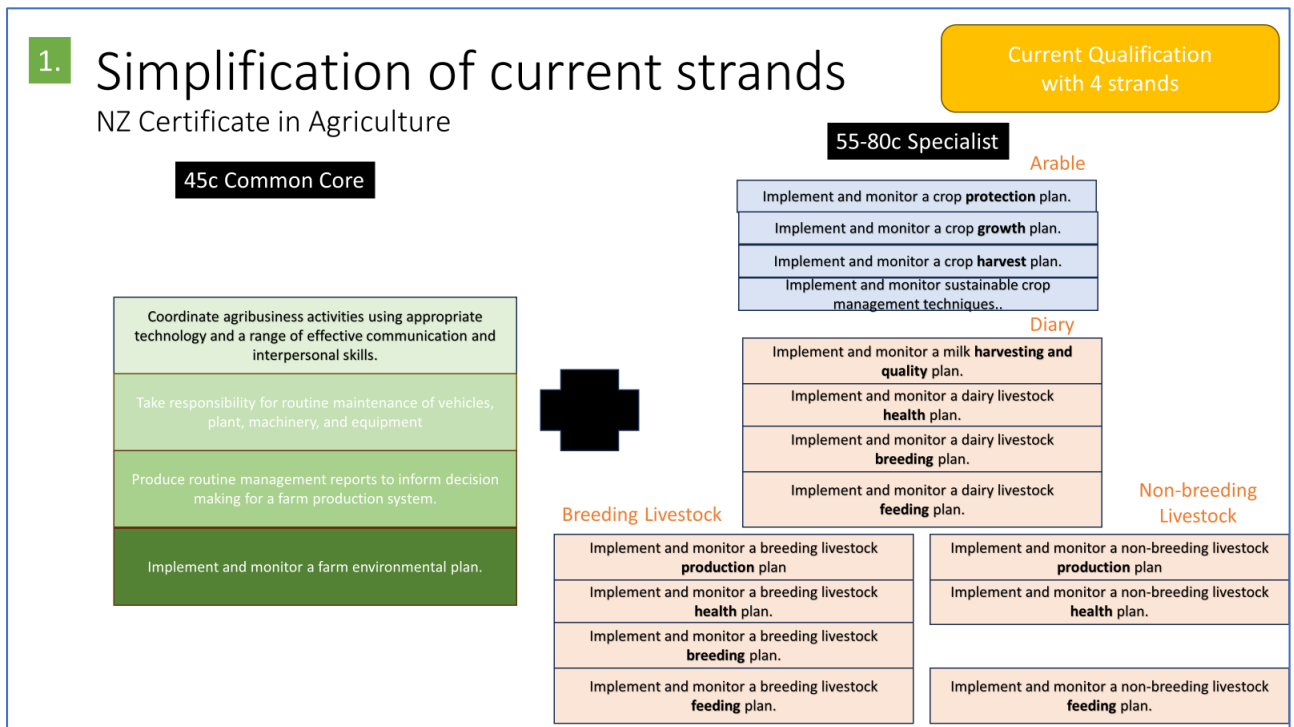 1.
Simplification of current strands
NZ Certificate in Agriculture
Current Qualification
with 4 strands
45c Common Core
Coordinate agribusiness activities using appropriate
technology and a range of effective communication and
interpersonal skills.
Take responsibility for routine maintenance of vehicles,
plant, machinery, and equipment
Produce routine management reports to inform decision
making for a farm production system.
Implement and monitor a farm environmental plan.
55-80c Specialist
Arable
Implement and monitor a crop protection plan.
Implement and monitor a crop growth plan.
Implement and monitor a crop harvest plan.
Implement and monitor sustainable crop
management techniques..
Diary
Implement and monitor a milk harvesting and
quality plan.
Implement and monitor a dairy livestock
health plan.
Implement and monitor a dairy livestock
breeding plan.
Implement and monitor a dairy livestock
feeding plan.
Breeding Livestock
Implement and monitor a breeding livestock
production plan
Implement and monitor a breeding livestock
health plan.
Implement and monitor a breeding livestock
breeding plan.
Implement and monitor a breeding livestock
feeding plan.
Non-breeding
Livestock
Implement and monitor a non-breeding livestock
production plan
Implement and monitor a non-breeding livestock
health plan.
Implement and monitor a non-breeding livestock
feeding plan.